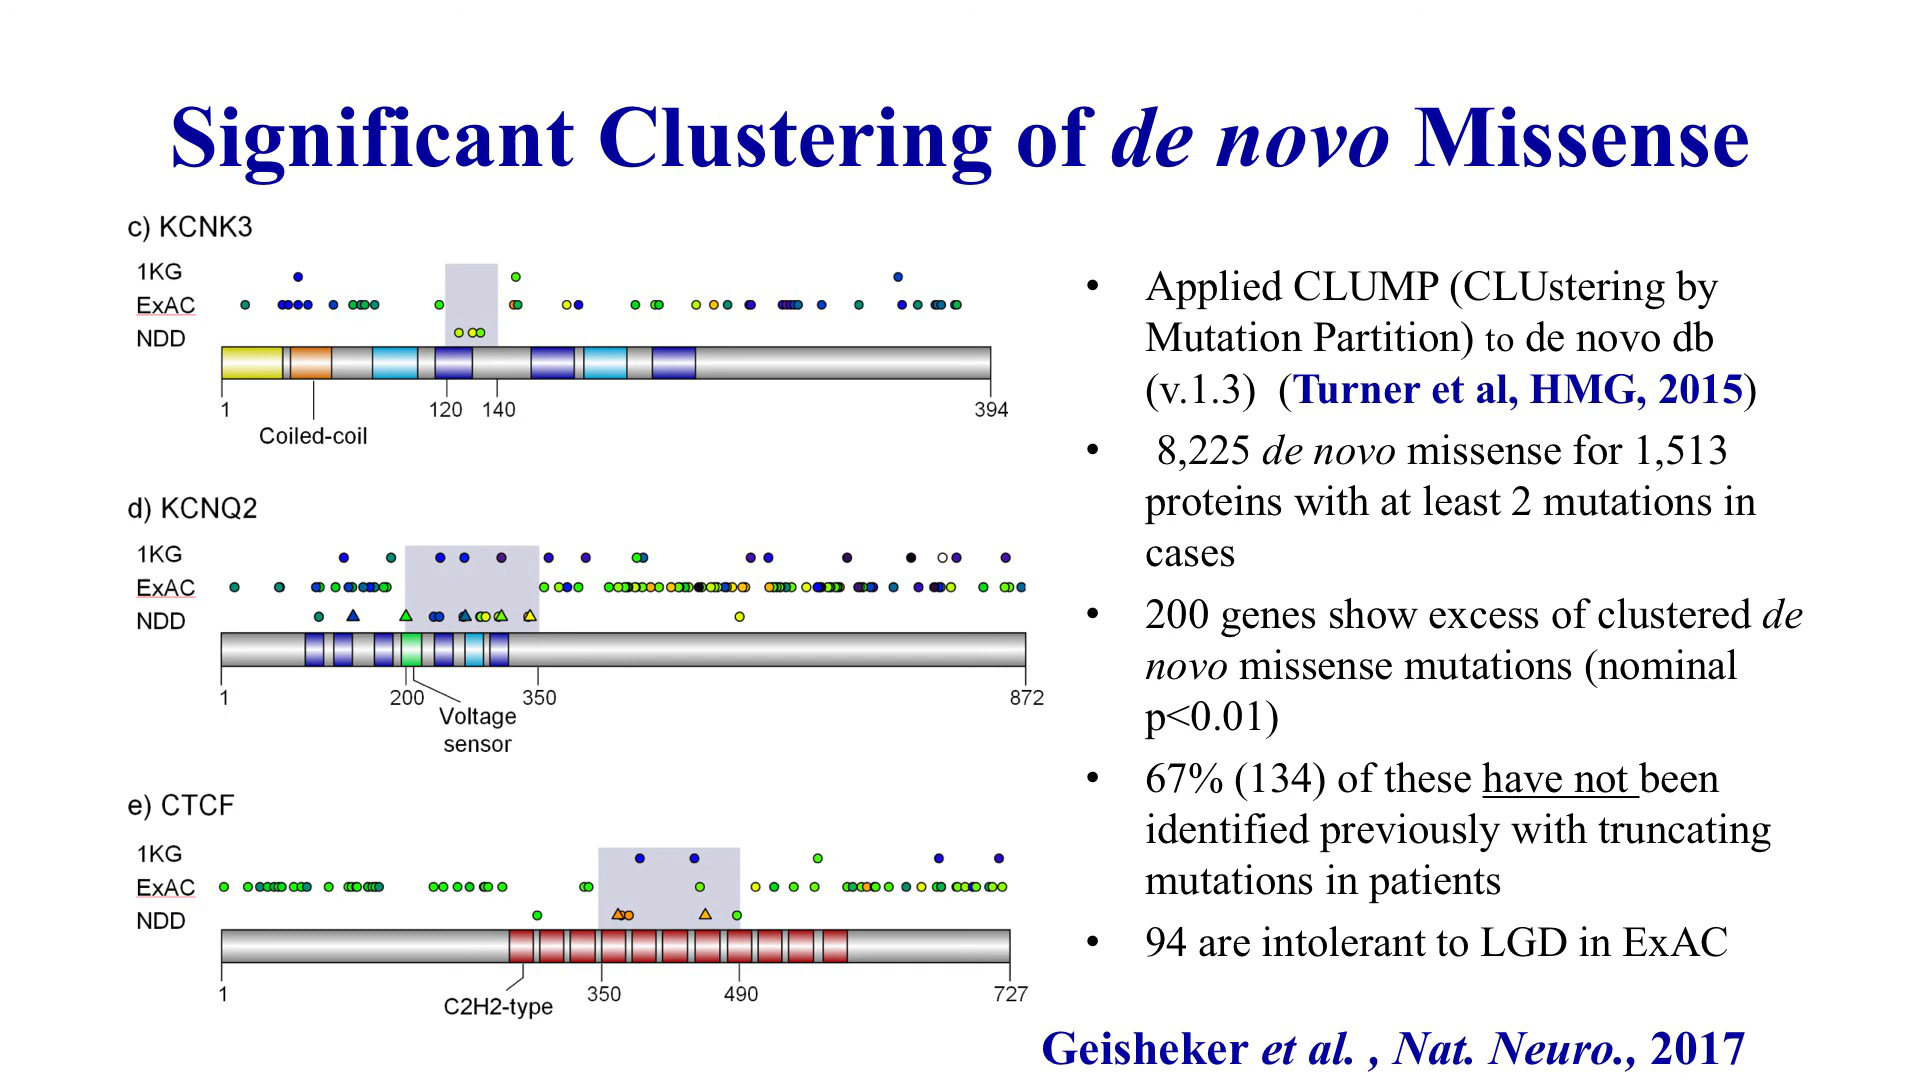 Significant Clustering of de novo Missense
c) KCNK3
1KG
ExAC
NDD
1
120
140
394
Coiled-coil
d) KCNQ2
1KG
ExAC
NDD
1
200
350
872
Voltage
sensor
e) CTCF
1KG
ExAC
NDD
1
350
490
727
C2H2-type
• Applied CLUMP (CLUstering by
Mutation Partition) to de novo db
(v.1.3) (Turner et al, HMG, 2015)
• 8,225 de novo missense for 1,513
proteins with at least 2 mutations in
cases
• 200 genes show excess of clustered de
novo missense mutations (nominal
p<0.01)
• 67% (134) of these have not been
identified previously with truncating
mutations in patients
• 94 are intolerant to LGD in ExAC
Geisheker et al. , Nat. Neuro., 2017